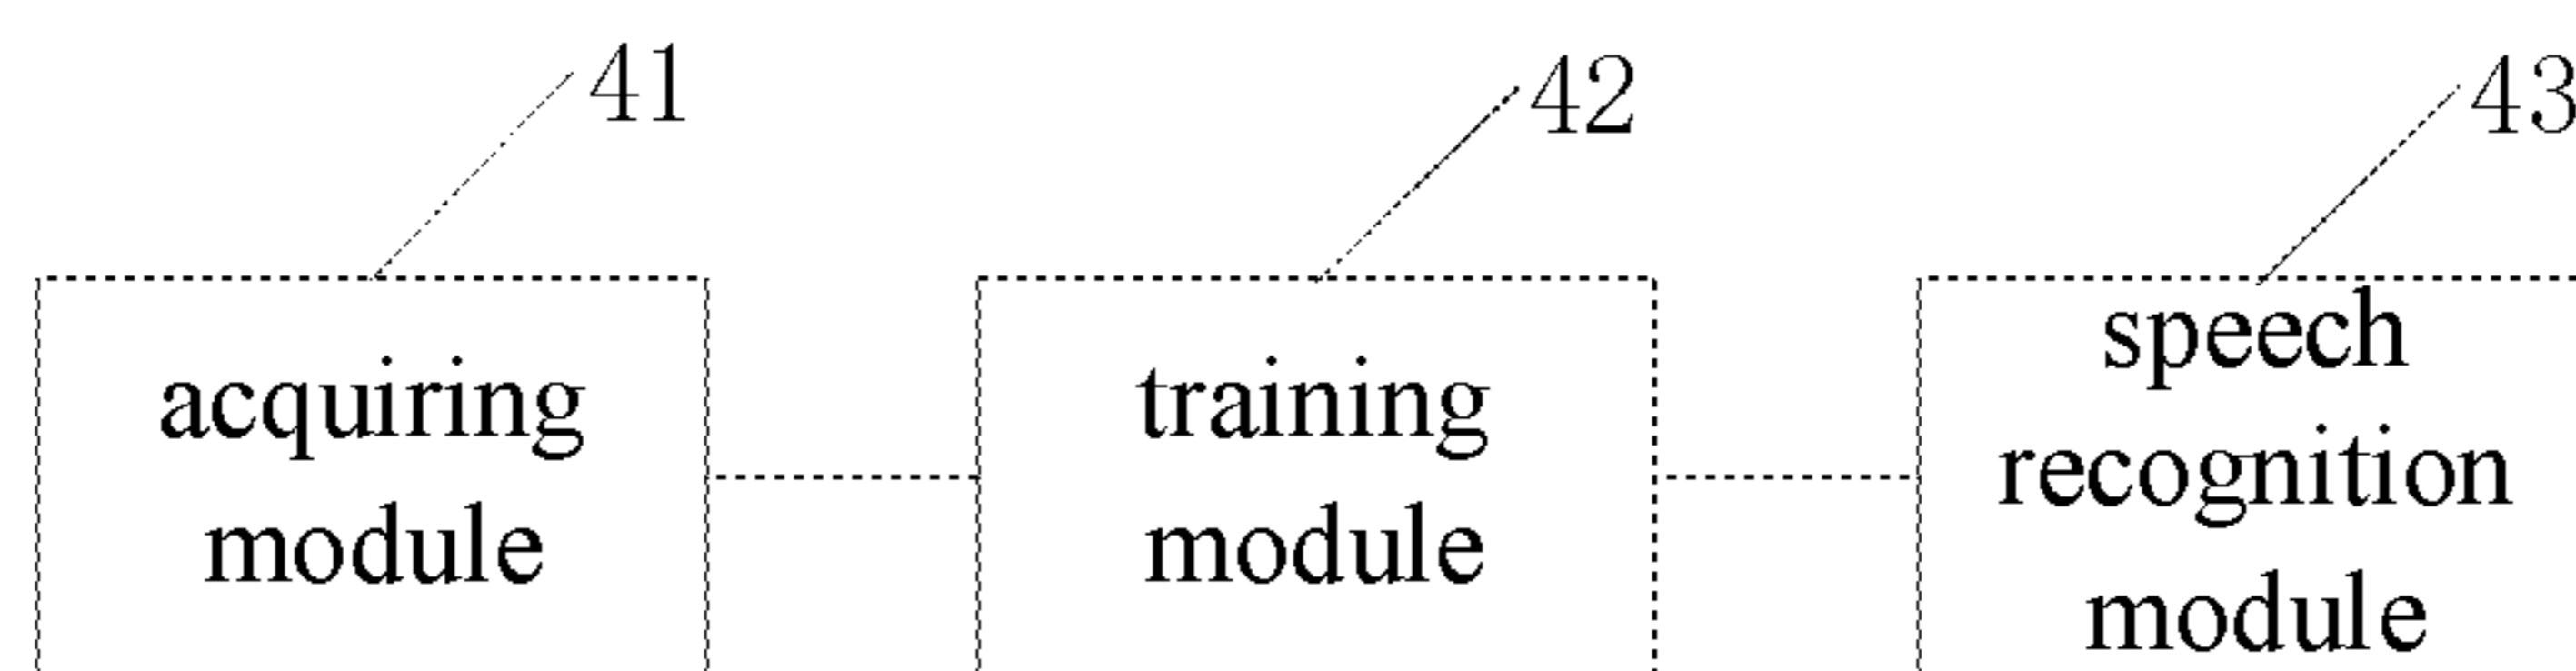 41
42
43
acquiring
module
training
module
speech
recognition
module